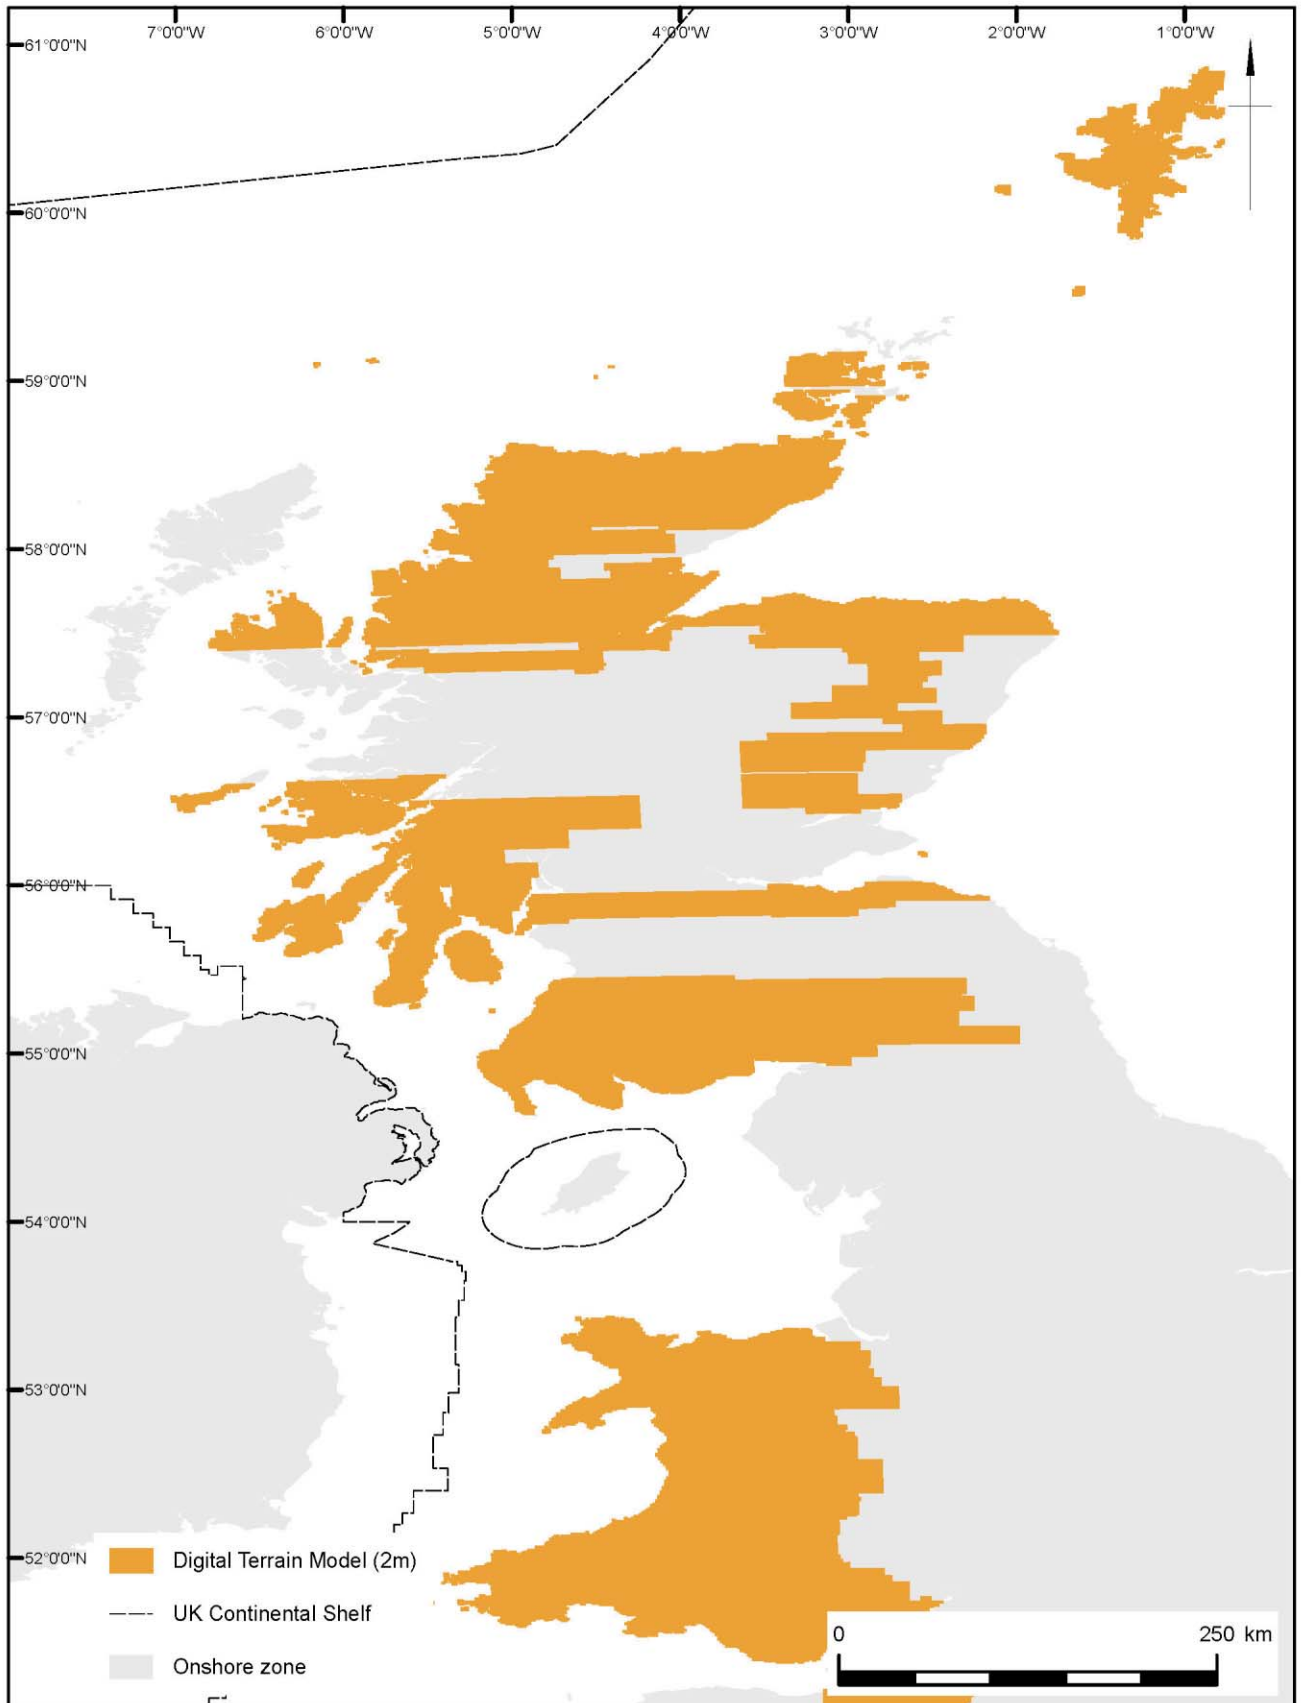 7°0'0"W 6°0'0"W 5°0'0"W 4°0'0"W 3°0'0"W 2°0'0"W 1°0'0"W
61°0'0"N
60°0'0"N
59°0'0"N
58°0'0"N
57°0'0"N
56°0'0"N
55°0'0"N
54°0'0"N
53°0'0"N
52°0'0"N
Digital Terrain Model (2m)
UK Continental Shelf
Onshore zone
0 250 km